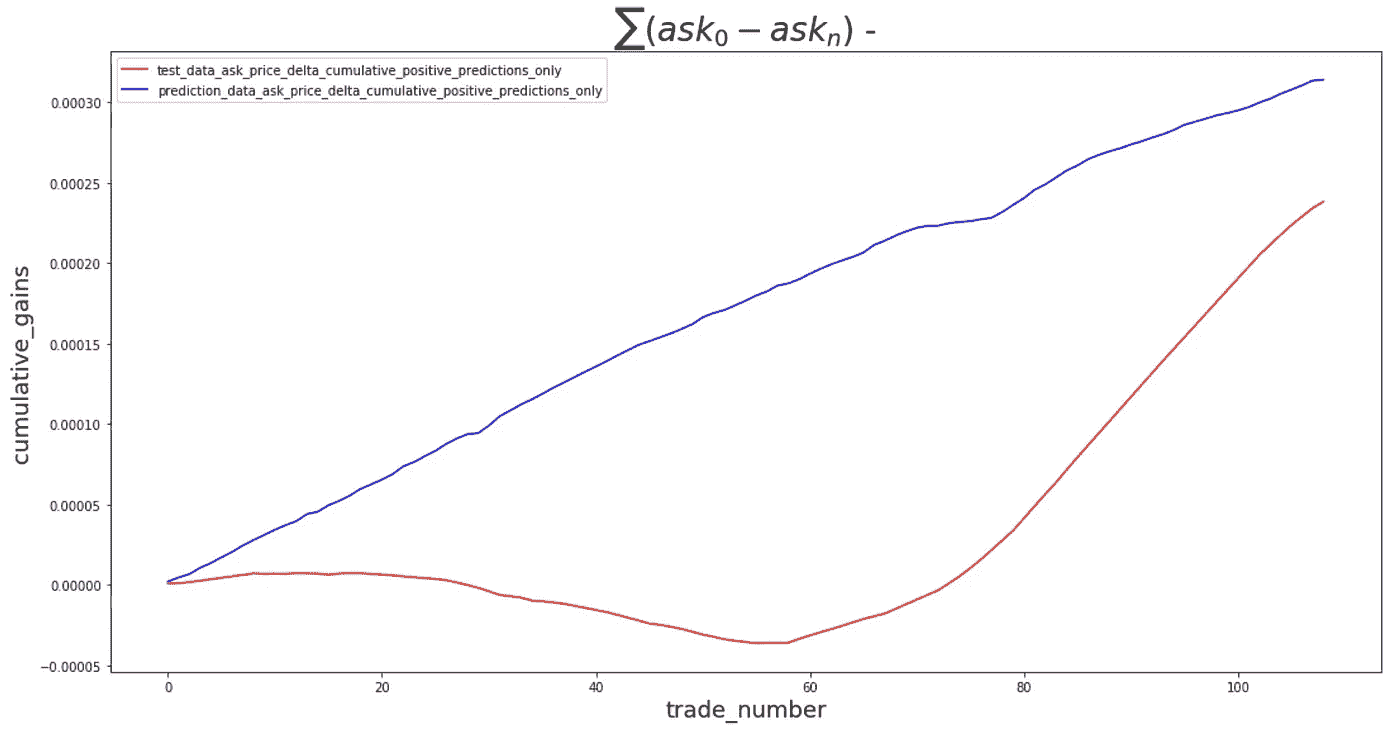 ∑(ask₀ − askₙ) -
test_data_ask_price_delta_cumulative_positive_predictions_only
prediction_data_ask_price_delta_cumulative_positive_predictions_only
cumulative_gains
0.00030
0.00025
0.00020
0.00015
0.00010
0.00005
0.00000
−0.00005
0 20 40 60 80 100
trade_number